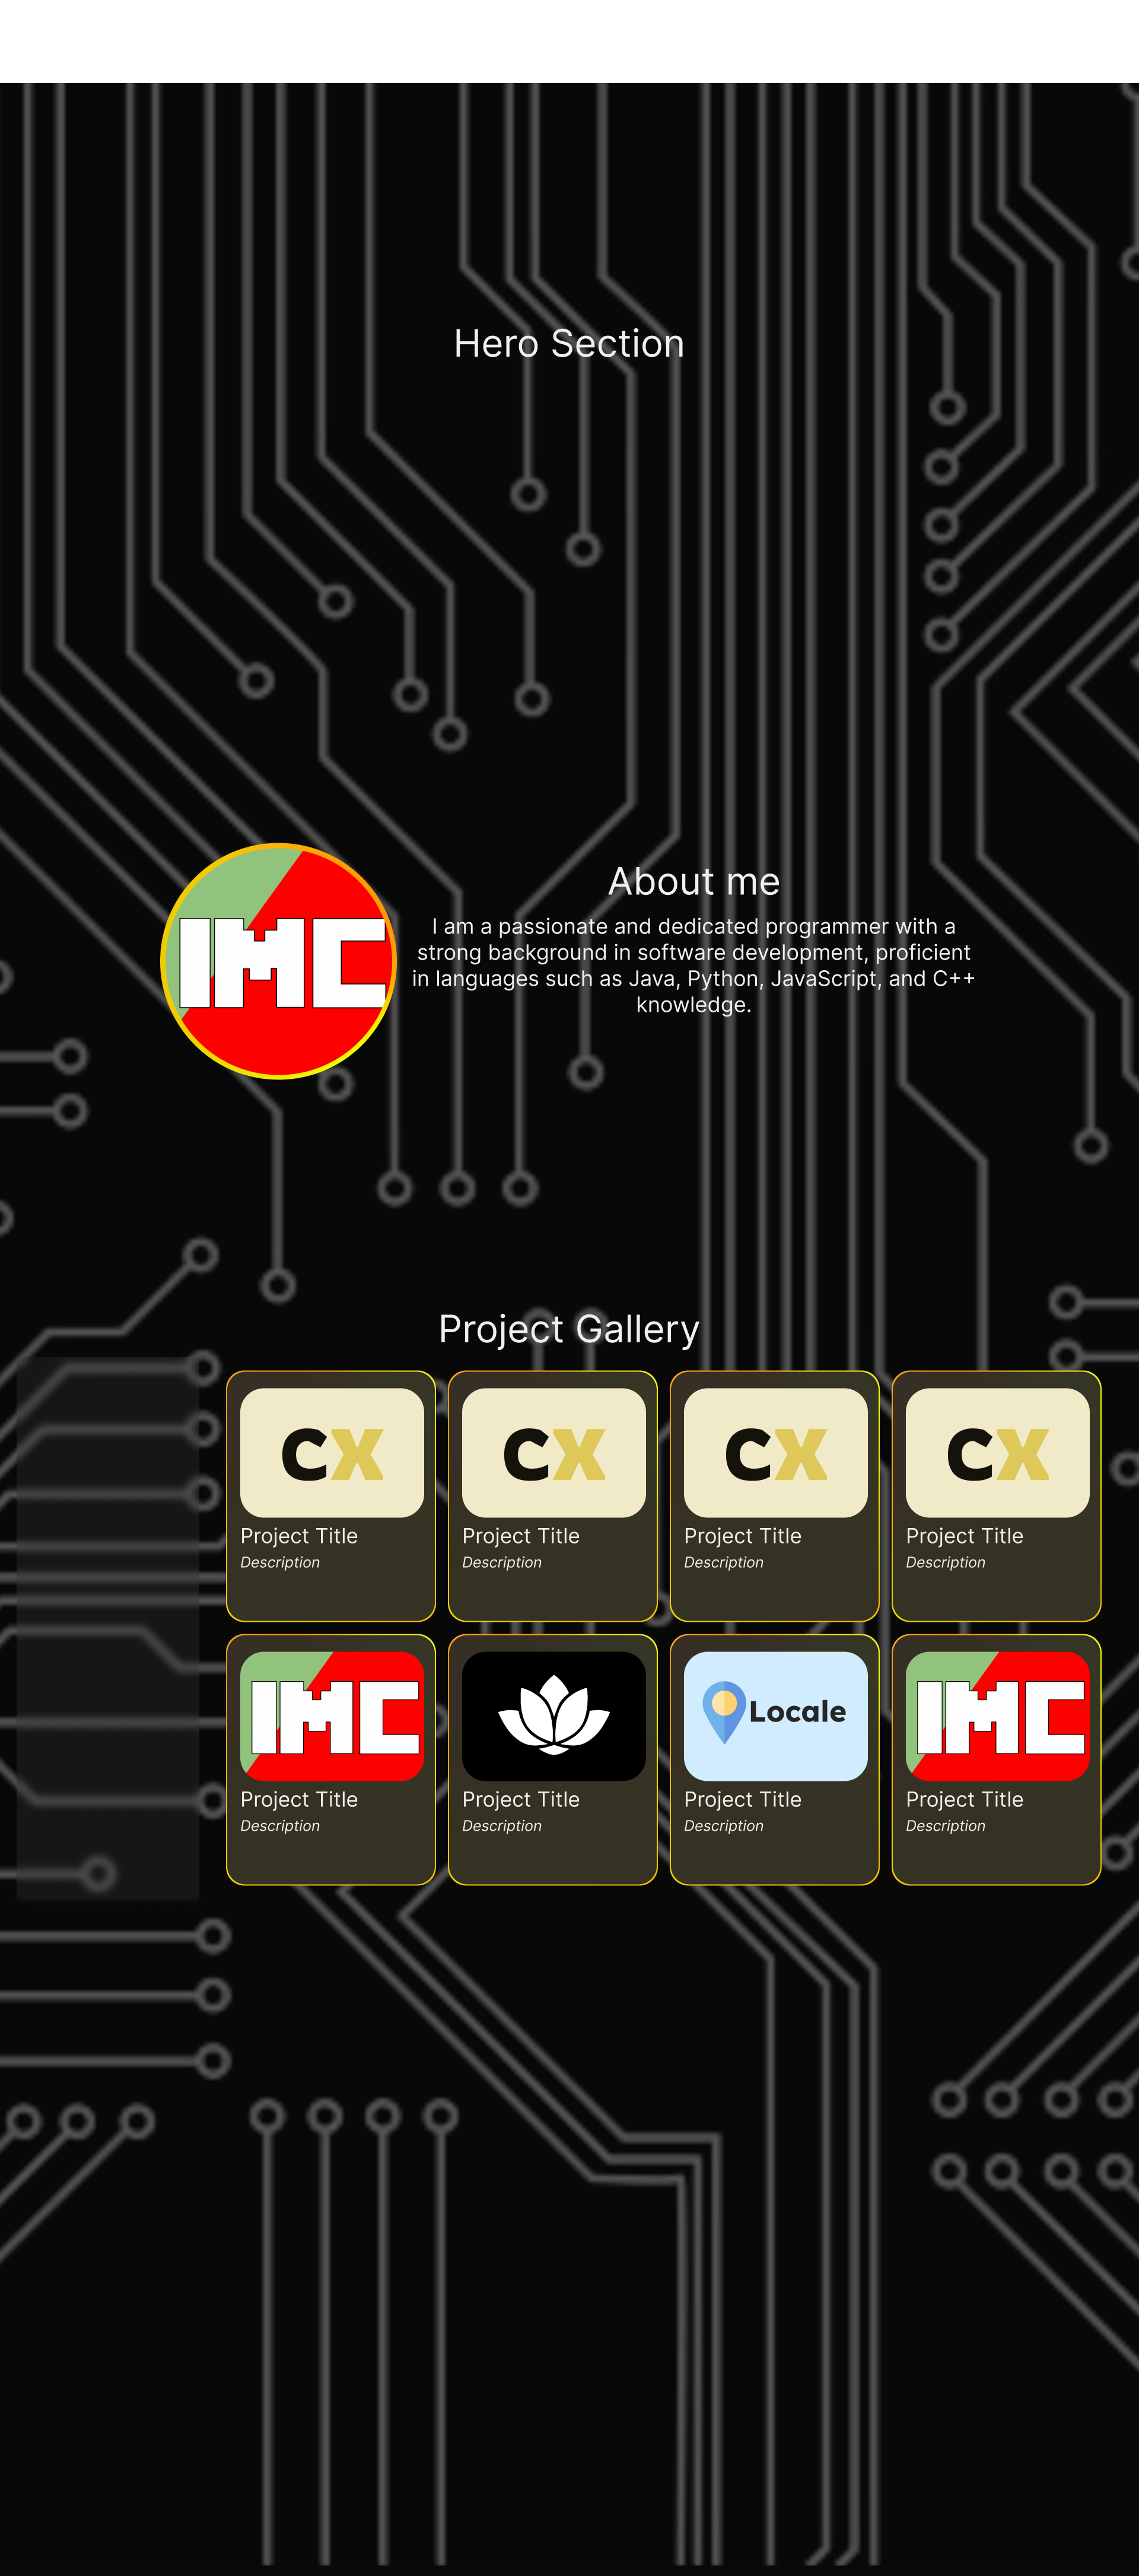 Hero Section
IMC
About me
I am a passionate and dedicated programmer with a
strong background in software development, proficient
in languages such as Java, Python, JavaScript, and C++
knowledge.
Project Gallery
CX
Project Title
Description
CX
Project Title
Description
CX
Project Title
Description
CX
Project Title
Description
IMC
Project Title
Description
Project Title
Description
Locale
Project Title
Description
IMC
Project Title
Description